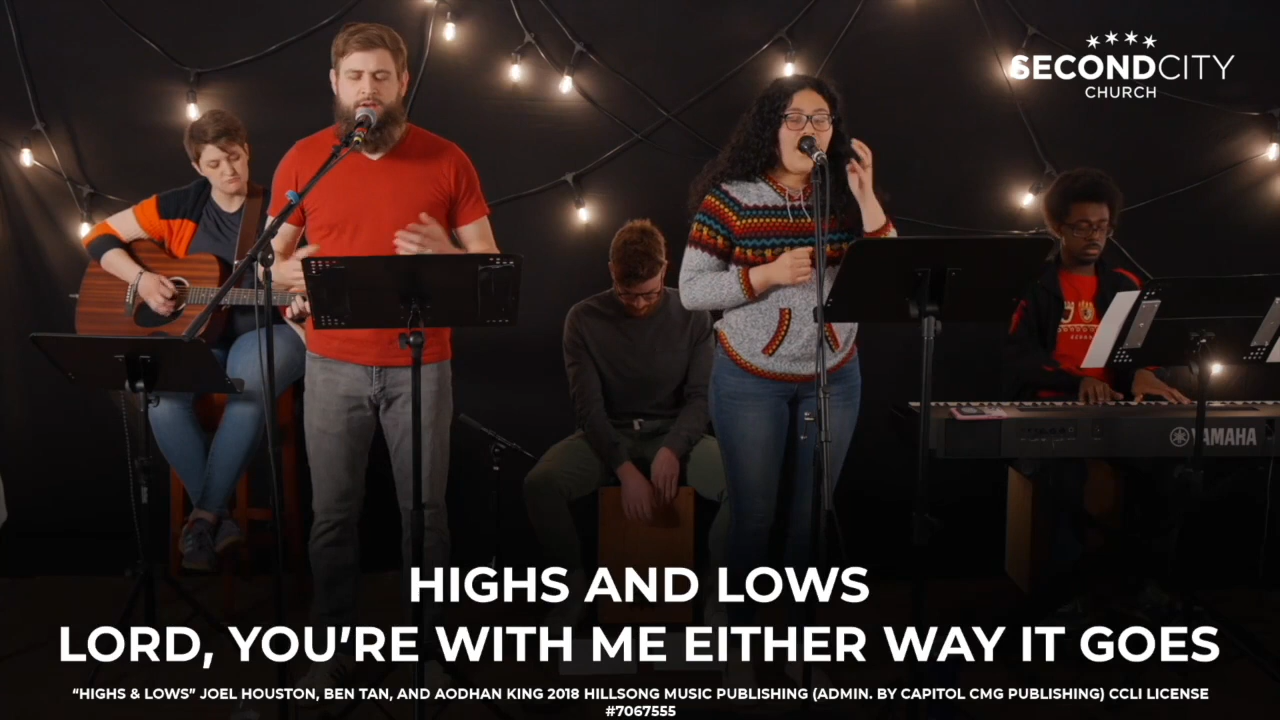 SECONDCITY
CHURCH
YAMAHA
HIGHS AND LOWS
LORD, YOU’RE WITH ME EITHER WAY IT GOES
“HIGHS & LOWS” JOEL HOUSTON, BEN TAN, AND AODHAN KING 2018 HILLSONG MUSIC PUBLISHING (ADMIN. BY CAPITOL CMG PUBLISHING) CCLI LICENSE
#7067555